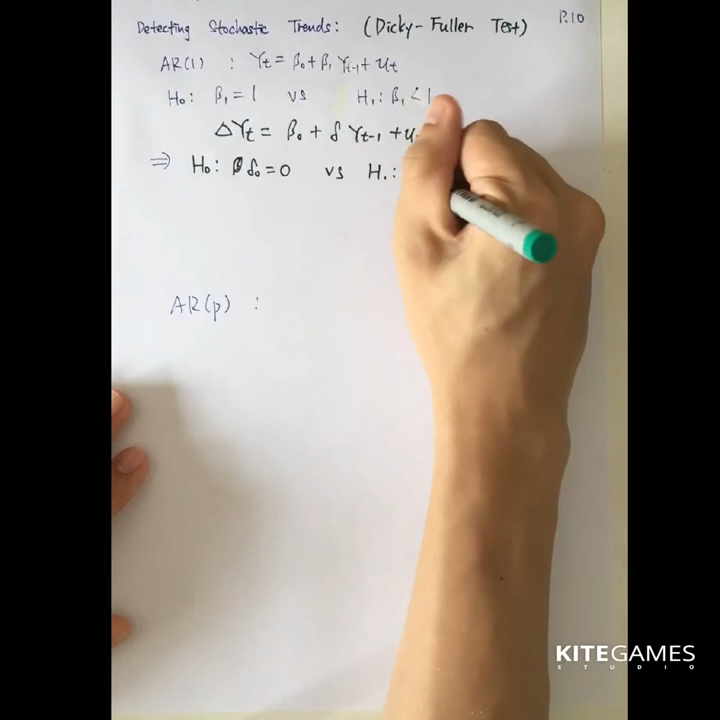 Detecting Stochastic Trends: (Dicky-Fuller Test) P.10
AR(1) : Yt = β0 + β1 Yt-1 + ut
H0: β1 = 1 vs H1: β1 < 1
ΔYt = β0 + δ Yt-1 + u
⇒ H0: δ0 = 0 vs H1:
AR(p) :
KITEGAMES
STUDIO